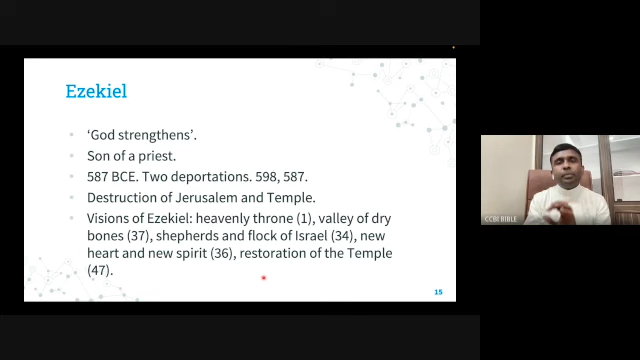 Ezekiel
'God strengthens'.
Son of a priest.
587 BCE. Two deportations. 598, 587.
Destruction of Jerusalem and Temple.
Visions of Ezekiel: heavenly throne (1), valley of dry
bones (37), shepherds and flock of Israel (34), new
heart and new spirit (36), restoration of the Temple
(47).
15
CCBI BIBLE